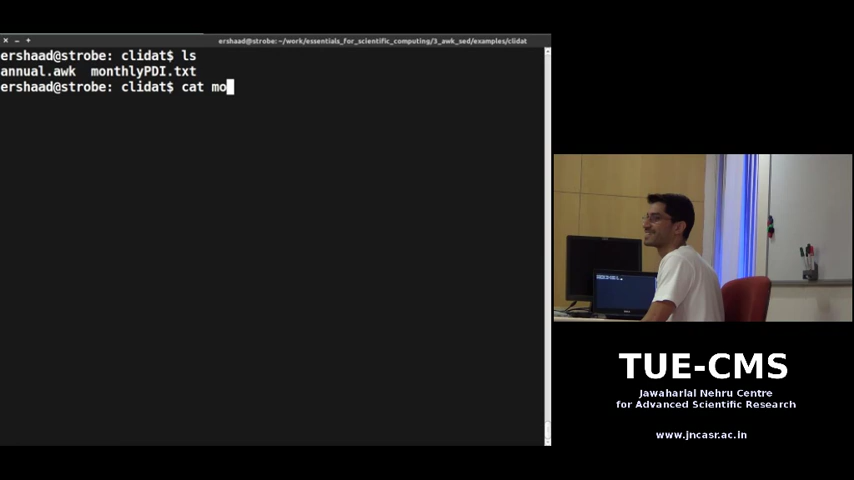 ershaad@strobe: ~/work/essentials_for_scientific_computing/3_awk_sed/examples/clidat
ershaad@strobe: clidat$ ls
annual.awk monthlyPDI.txt
ershaad@strobe: clidat$ cat mo
TUE-CMS
Jawaharlal Nehru Centre
for Advanced Scientific Research
www.jncasr.ac.in